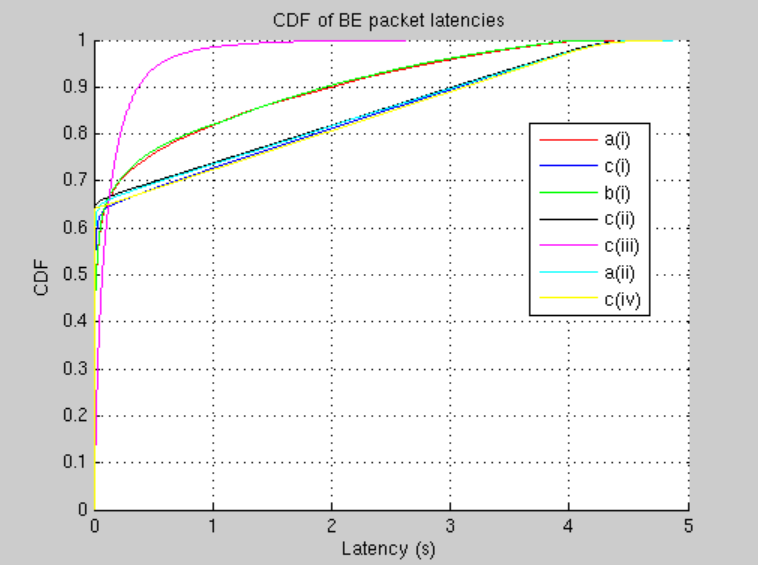 CDF of BE packet latencies
1
0.9
0.8
0.7
0.6
0.5
0.4
0.3
0.2
0.1
0
CDF
a(i)
c(i)
b(i)
c(ii)
c(iii)
a(ii)
c(iv)
0 1 2 3 4 5
Latency (s)